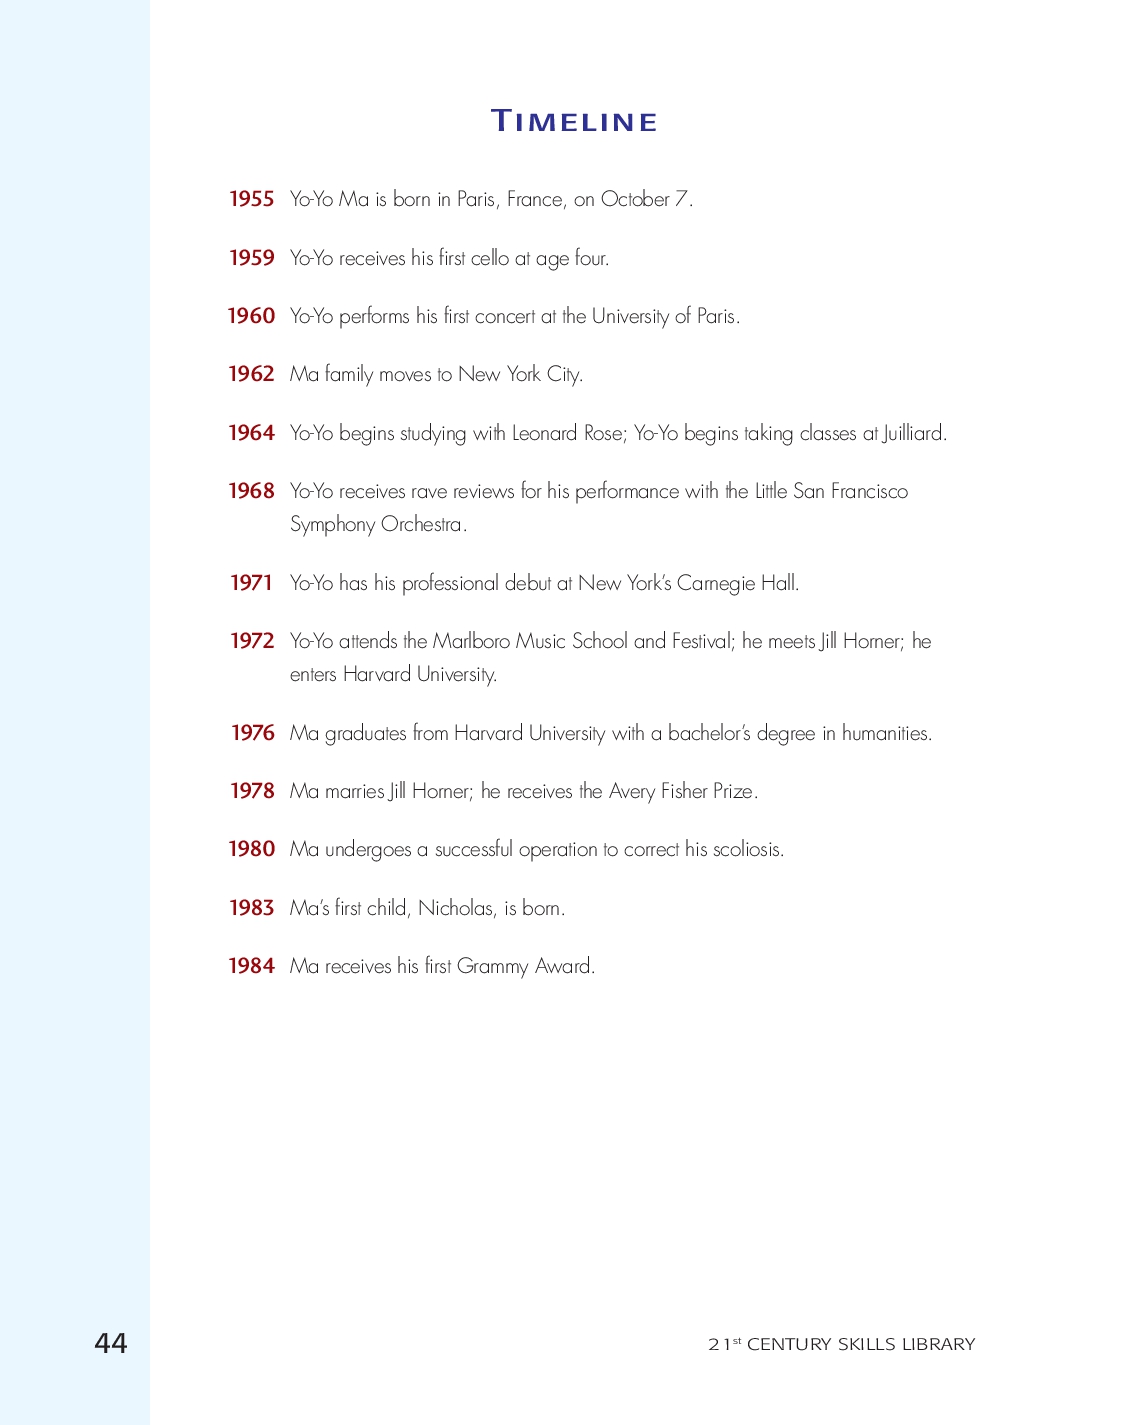 TIMELINE
1955 Yo-Yo Ma is born in Paris, France, on October 7.
1959 Yo-Yo receives his first cello at age four.
1960 Yo-Yo performs his first concert at the University of Paris.
1962 Ma family moves to New York City.
1964 Yo-Yo begins studying with Leonard Rose; Yo-Yo begins taking classes at Juilliard.
1968 Yo-Yo receives rave reviews for his performance with the Little San Francisco
Symphony Orchestra.
1971 Yo-Yo has his professional debut at New York’s Carnegie Hall.
1972 Yo-Yo attends the Marlboro Music School and Festival; he meets Jill Horner; he
enters Harvard University.
1976 Ma graduates from Harvard University with a bachelor’s degree in humanities.
1978 Ma marries Jill Horner; he receives the Avery Fisher Prize.
1980 Ma undergoes a successful operation to correct his scoliosis.
1983 Ma’s first child, Nicholas, is born.
1984 Ma receives his first Grammy Award.
44
21st CENTURY SKILLS LIBRARY